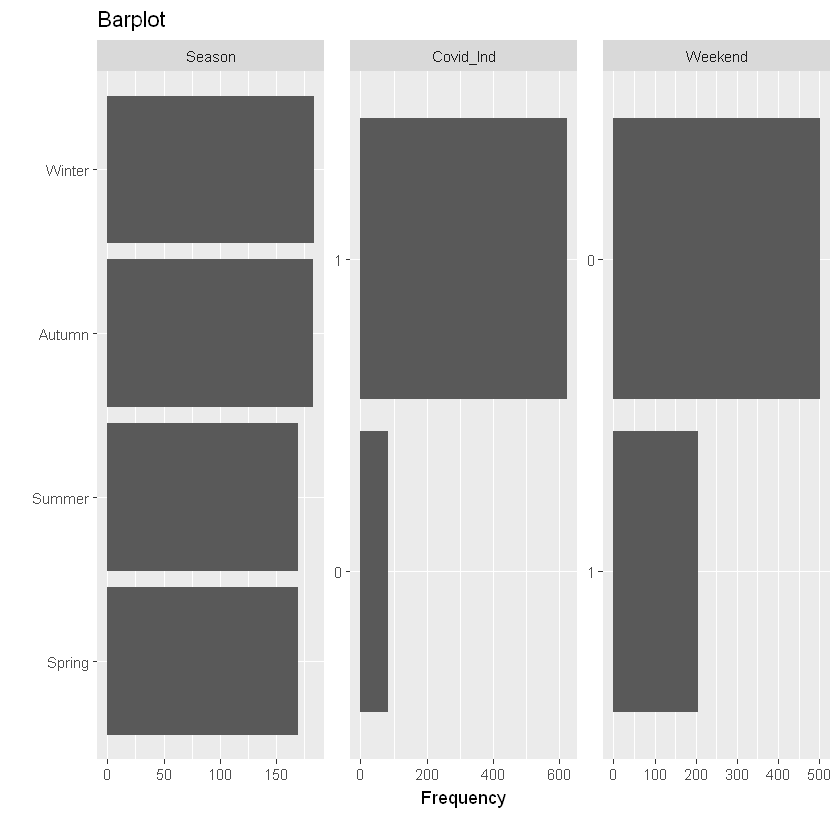 Barplot
Season
Covid_Ind
Weekend
Winter
Autumn
Summer
Spring
1
0
0
1
0 50 100 150
0 200 400 600
0 100 200 300 400 500
Frequency